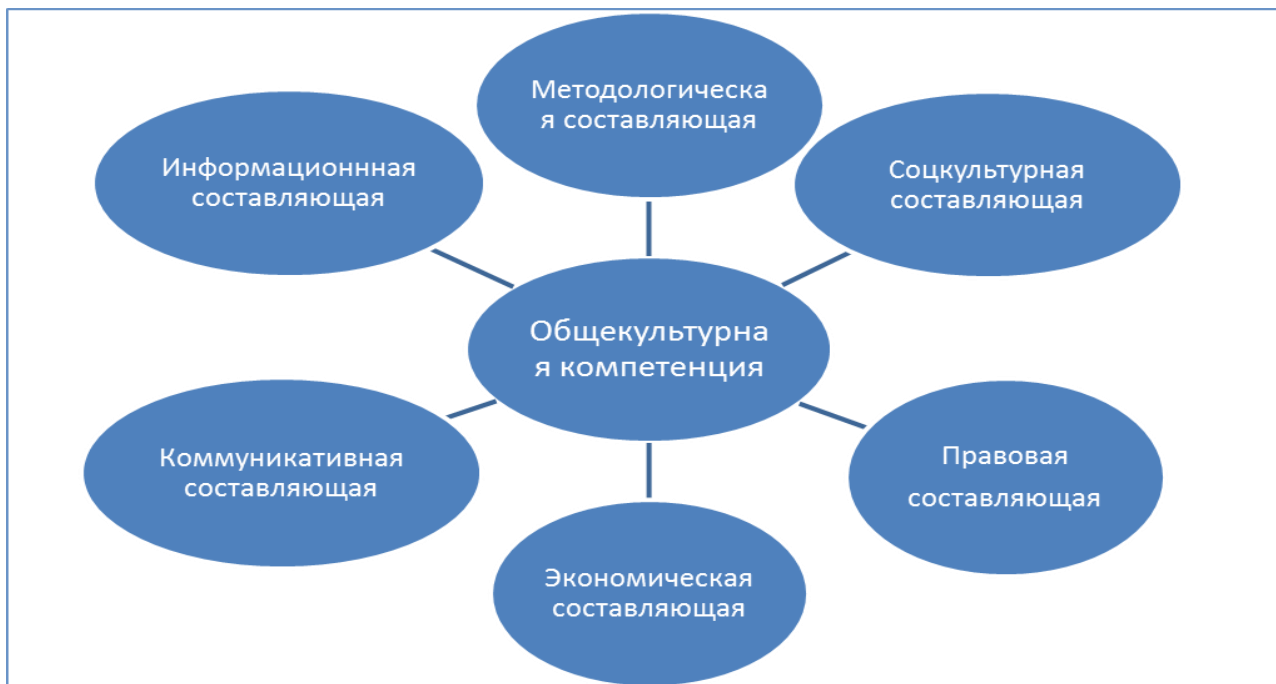 Методологическа
я составляющая
Информационнная
составляющая
Соцкультурная
составляющая
Общекультурна
я компетенция
Коммуникативная
составляющая
Правовая
составляющая
Экономическая
составляющая